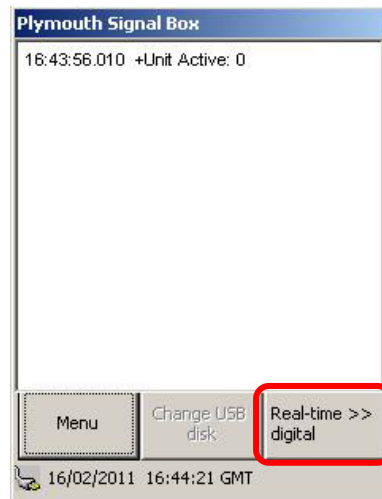 Plymouth Signal Box
16:43:56.010 +Unit Active: 0
Menu
Change USB
disk
Real-time >>
digital
16/02/2011 16:44:21 GMT